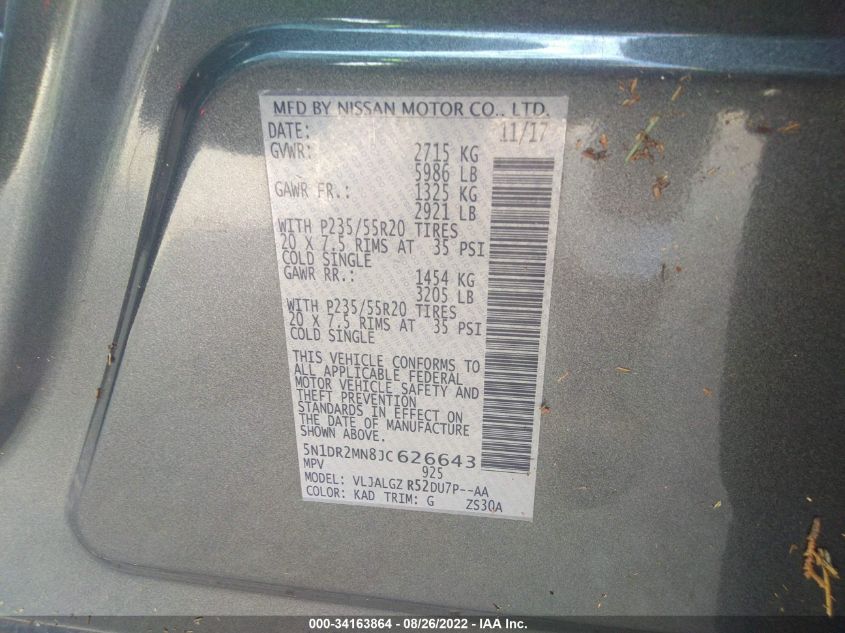 MFD BY NISSAN MOTOR CO., LTD.
DATE: 11/17
GVWR: 2715 KG
5986 LB
GAWR FR.: 1325 KG
2921 LB
WITH P235/55R20 TIRES
20 X 7.5 RIMS AT 35 PSI
COLD SINGLE
GAWR RR.: 1454 KG
3205 LB
WITH P235/55R20 TIRES
20 X 7.5 RIMS AT 35 PSI
COLD SINGLE
THIS VEHICLE CONFORMS TO
ALL APPLICABLE FEDERAL
MOTOR VEHICLE SAFETY AND
THEFT PREVENTION
STANDARDS IN EFFECT ON
THE DATE OF MANUFACTURE
SHOWN ABOVE.
5N1DR2MN8JC626643
MPV 925
MODEL: VLJALGZ R52DU7P--AA
COLOR: KAD TRIM: G ZS30A
000-34163864 - 08/26/2022 - IAA Inc.